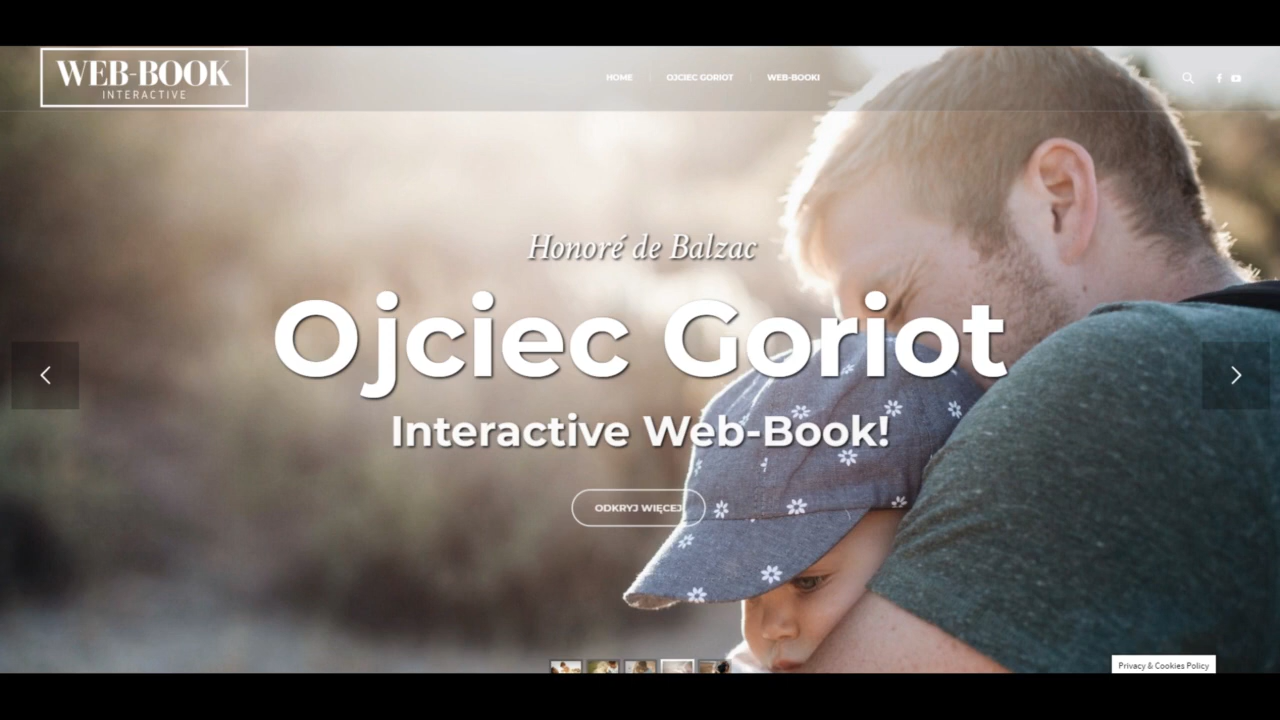 WEB-BOOK
INTERACTIVE
HOME
OJCIEC GORIOT
WEB-BOOKI
Honoré de Balzac
Ojciec Goriot
Interactive Web-Book!
ODKRYJ WIĘCEJ
Privacy & Cookies Policy